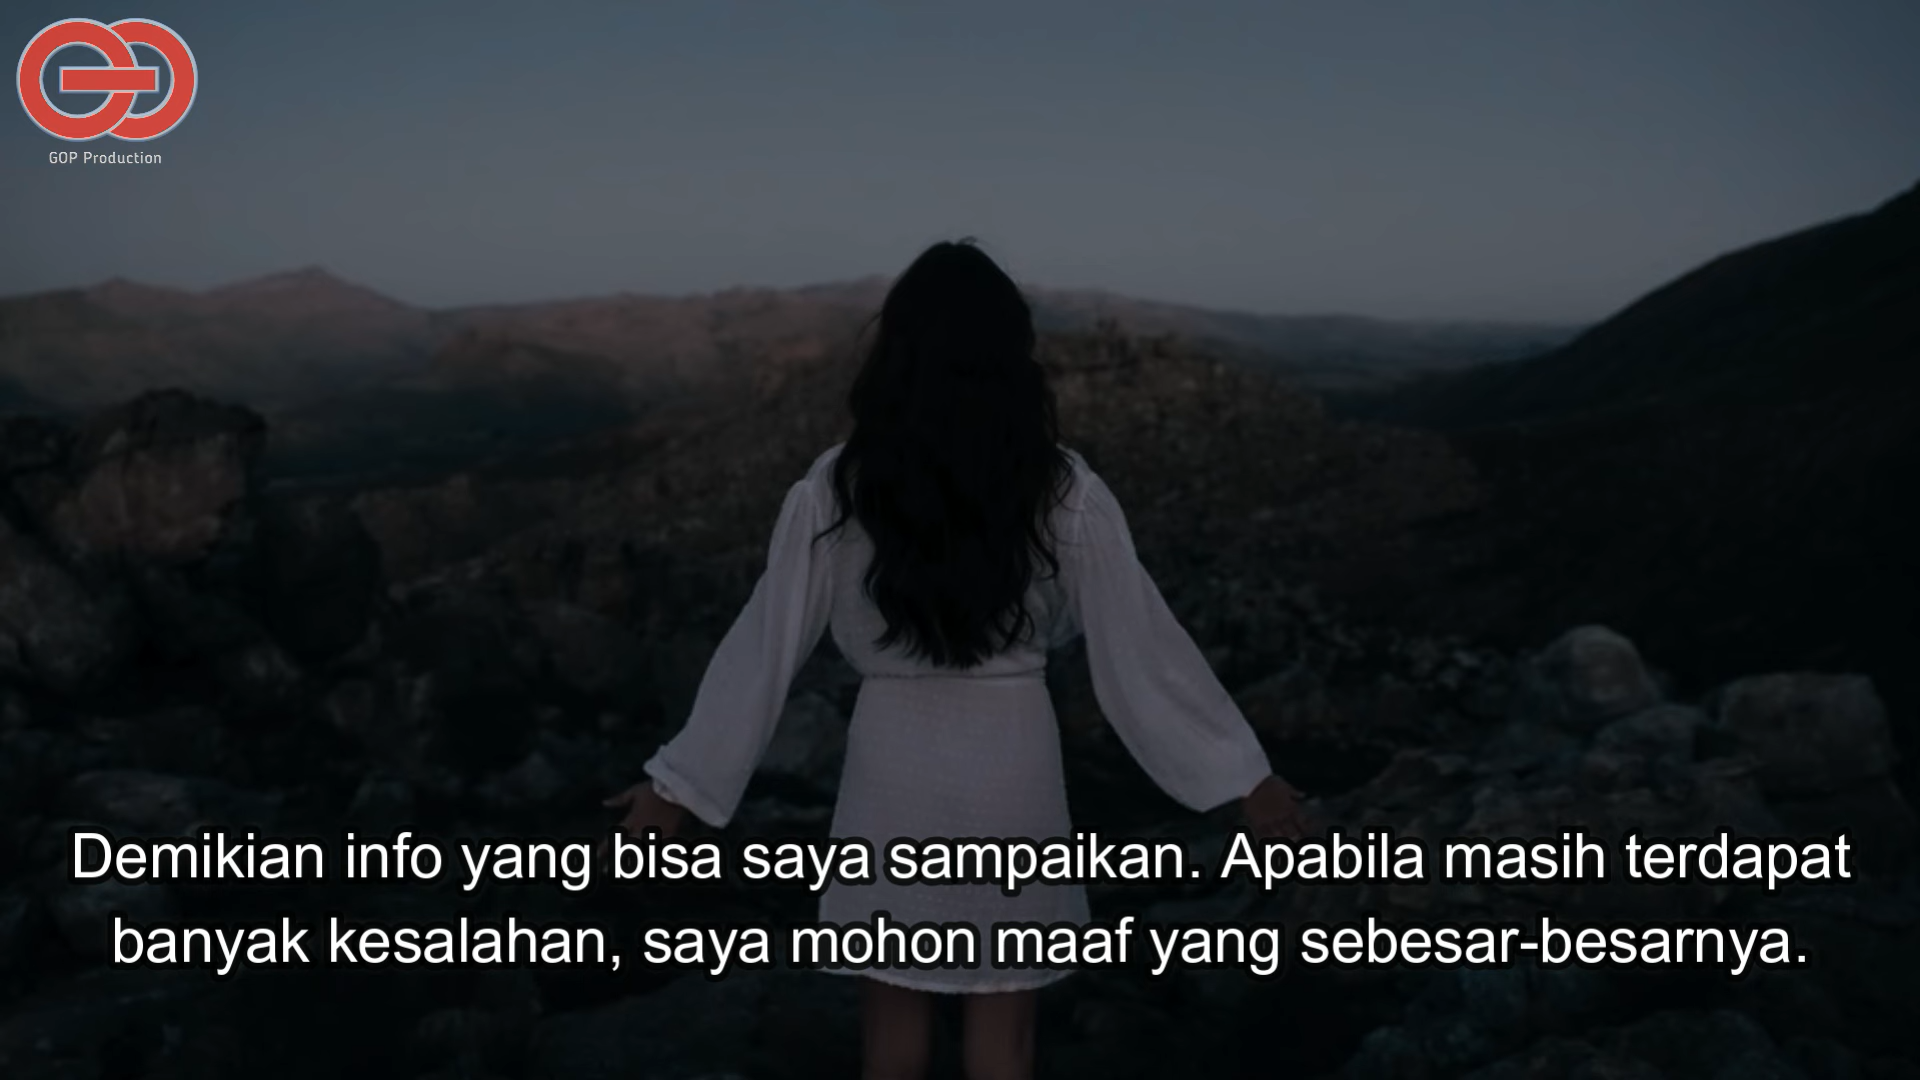 GOP Production
Demikian info yang bisa saya sampaikan. Apabila masih terdapat
banyak kesalahan, saya mohon maaf yang sebesar-besarnya.